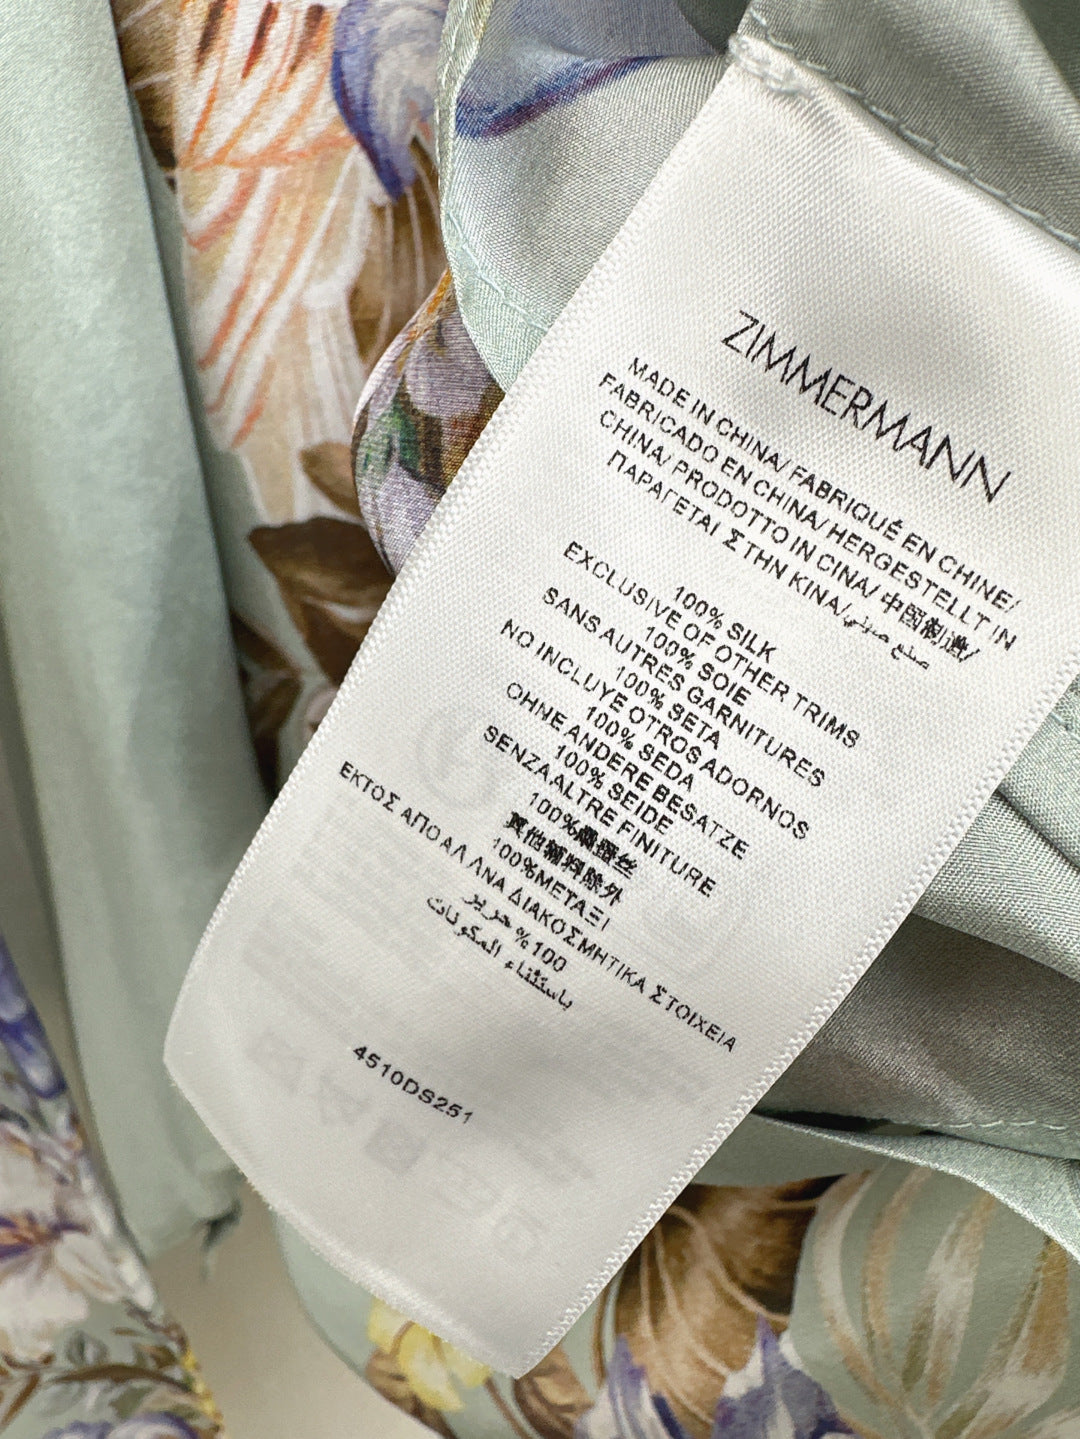 ZIMMERMANN
MADE IN CHINA/ FABRIQUÉ EN CHINE/
FABRICADO EN CHINA/ HERGESTELLT IN
CHINA/ PRODOTTO IN CINA/ 中国制造/
ΠΑΡΑΓΕΤΑΙ ΣΤΗΝ ΚΙΝΑ/ صنع صيني
100% SILK
EXCLUSIVE OF OTHER TRIMS
100% SOIE
SANS AUTRES GARNITURES
100% SETA
NO INCLUYE OTROS ADORNOS
100% SEDA
OHNE ANDERE BESATZE
100% SEIDE
SENZA ALTRE FINITURE
100%桑蚕丝
其他辅料除外
100%ΜΕΤΑΞΙ
ΕΚΤΟΣ ΑΠΟ ΑΛ ΛΝΑ ΔΙΑΚΟΣΜΗΤΙΚΑ ΣΤΟΙΧΕΙΑ
100 % حرير
باستثناء المكونات
4510DS251